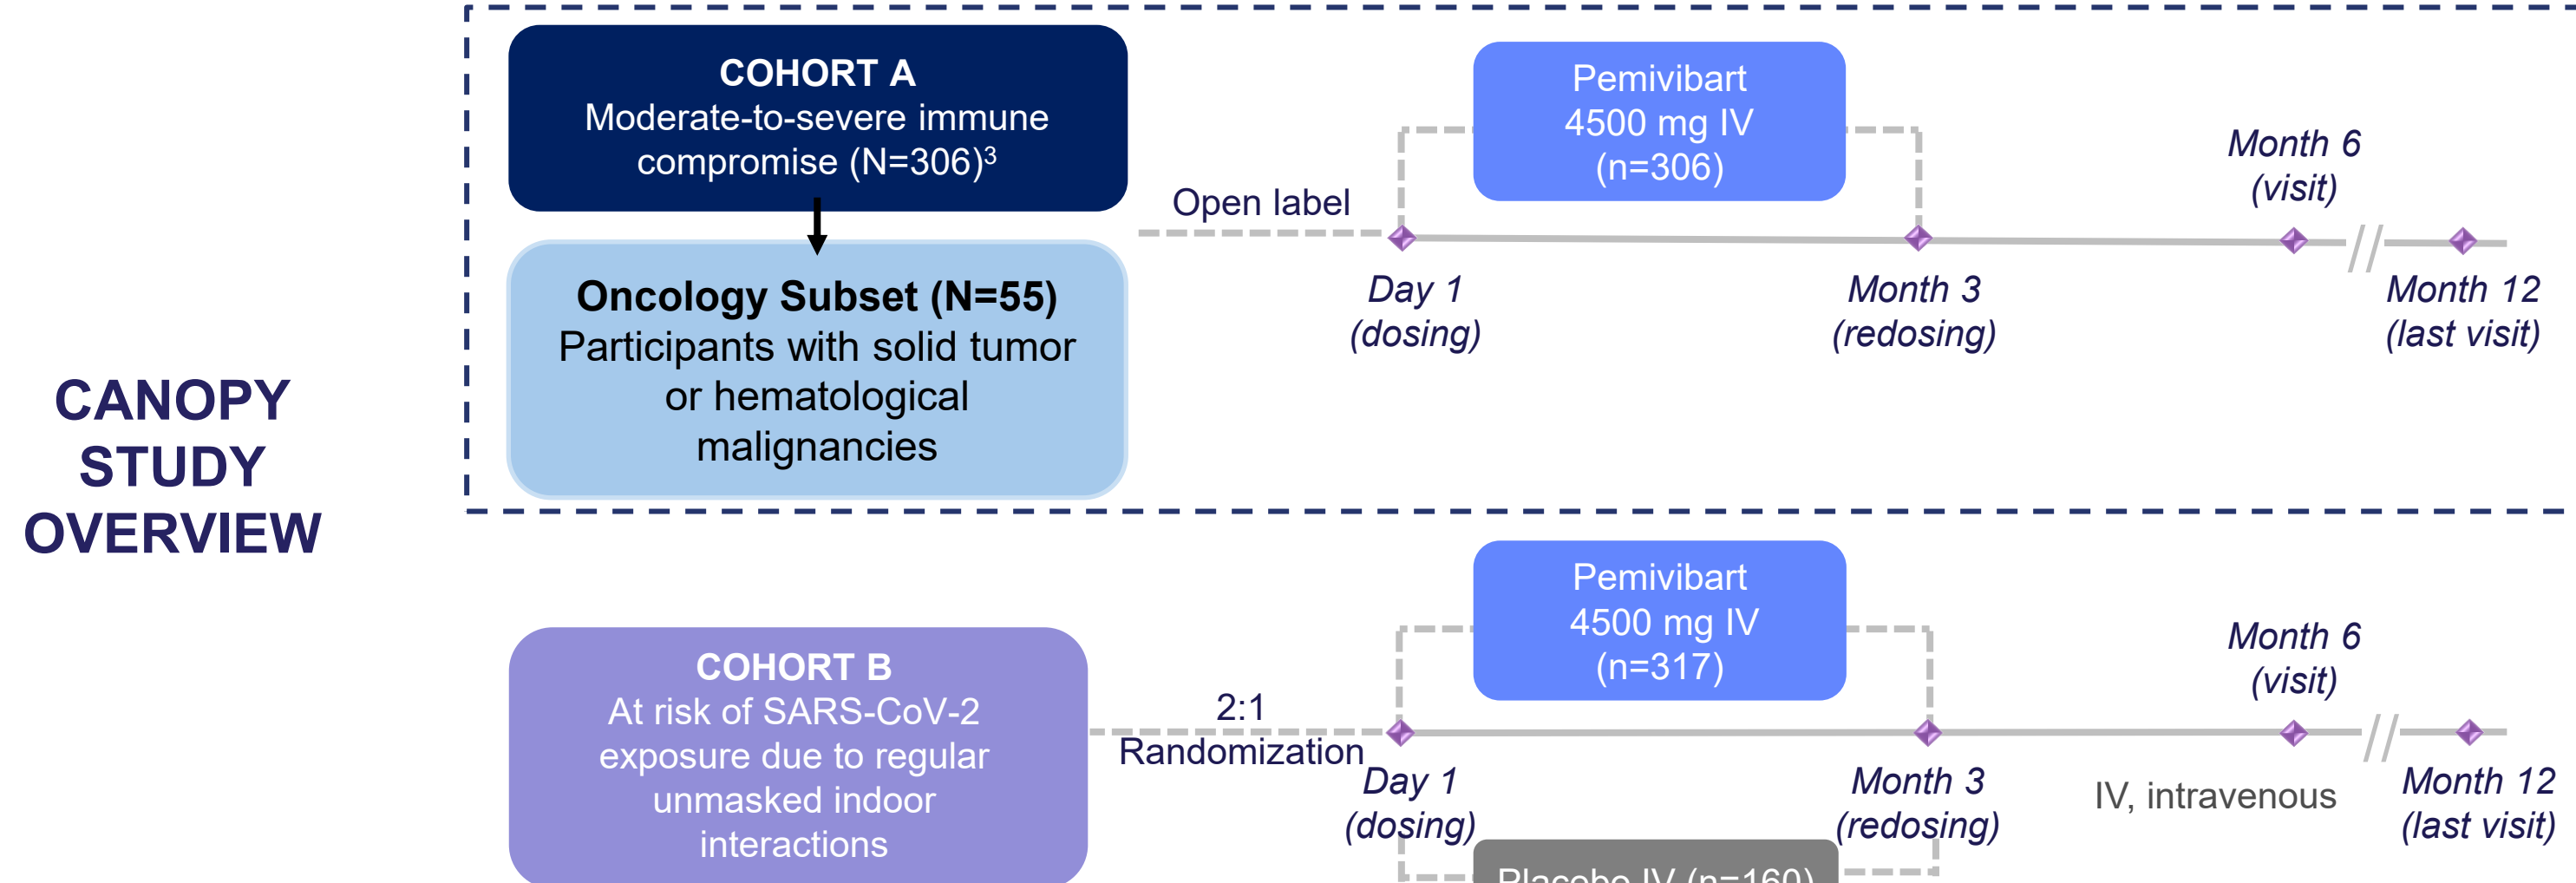 CANOPY
STUDY
OVERVIEW
COHORT A
Moderate-to-severe immune
compromise (N=306)³
Oncology Subset (N=55)
Participants with solid tumor
or hematological
malignancies
Open label
Pemivibart
4500 mg IV
(n=306)
Day 1
(dosing)
Month 3
(redosing)
Month 6
(visit)
Month 12
(last visit)
COHORT B
At risk of SARS-CoV-2
exposure due to regular
unmasked indoor
interactions
2:1
Randomization
Pemivibart
4500 mg IV
(n=317)
Day 1
(dosing)
Month 3
(redosing)
Month 6
(visit)
Month 12
(last visit)
IV, intravenous
Placebo IV (n=160)